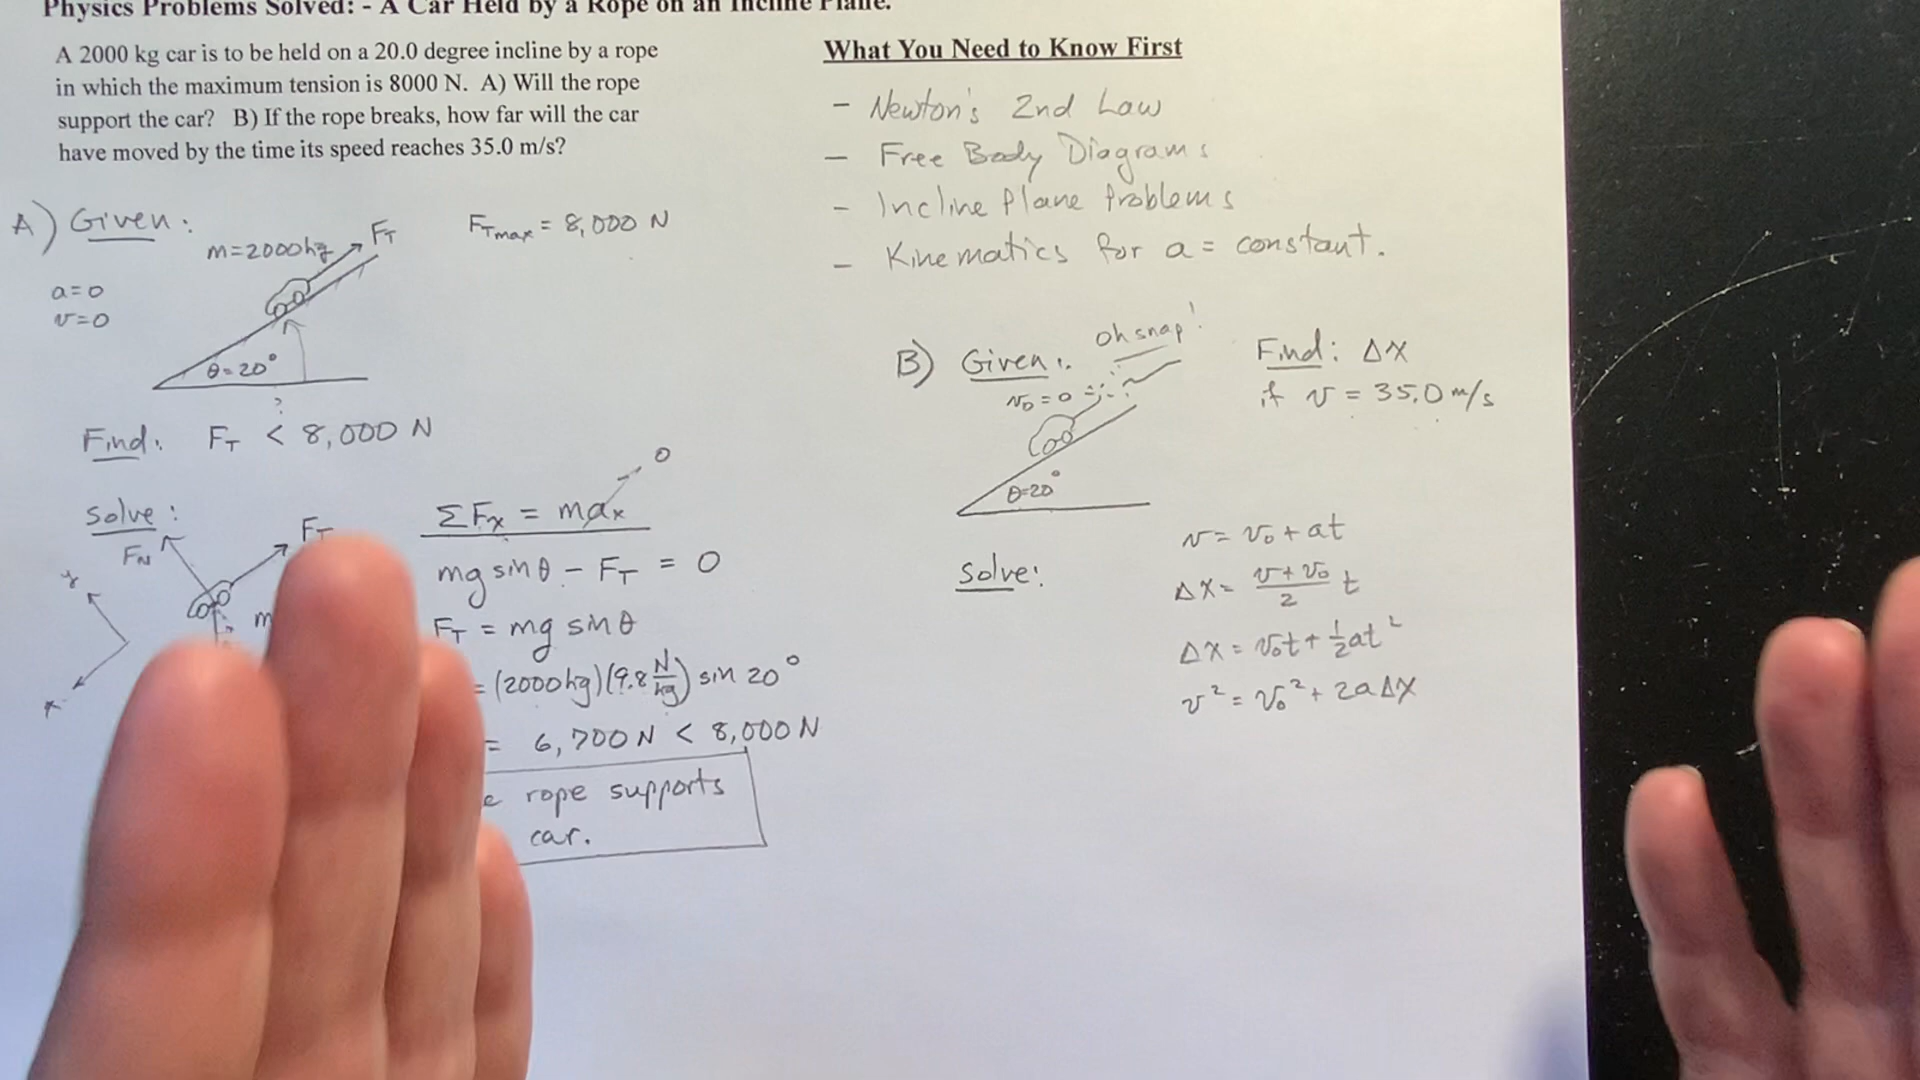 Physics Problems Solved: - A Car Held by a Rope on an Incline Plane.
A 2000 kg car is to be held on a 20.0 degree incline by a rope
in which the maximum tension is 8000 N. A) Will the rope
support the car? B) If the rope breaks, how far will the car
have moved by the time its speed reaches 35.0 m/s?
A) Given:
m=2000kg
FT
FTmax = 8,000 N
a=0
v=0
θ=20°
?
Find: FT < 8,000 N
Solve:
FN
FT
y
x
m
ΣFx = max
0
mg sinθ - FT = 0
FT = mg sinθ
= (2000kg)(9.8 N/kg) sin 20°
= 6,700N < 8,000N
rope supports
car.
What You Need to Know First
- Newton's 2nd Law
- Free Body Diagrams
- Incline Plane Problems
- Kinematics for a = constant.
B) Given:
oh snap!
v0=0
θ=20°
Find: Δx
if v = 35.0 m/s
Solve:
v = v0 + at
Δx = (v + v0)/2 t
Δx = v0t + ½at²
v² = v0² + 2aΔx